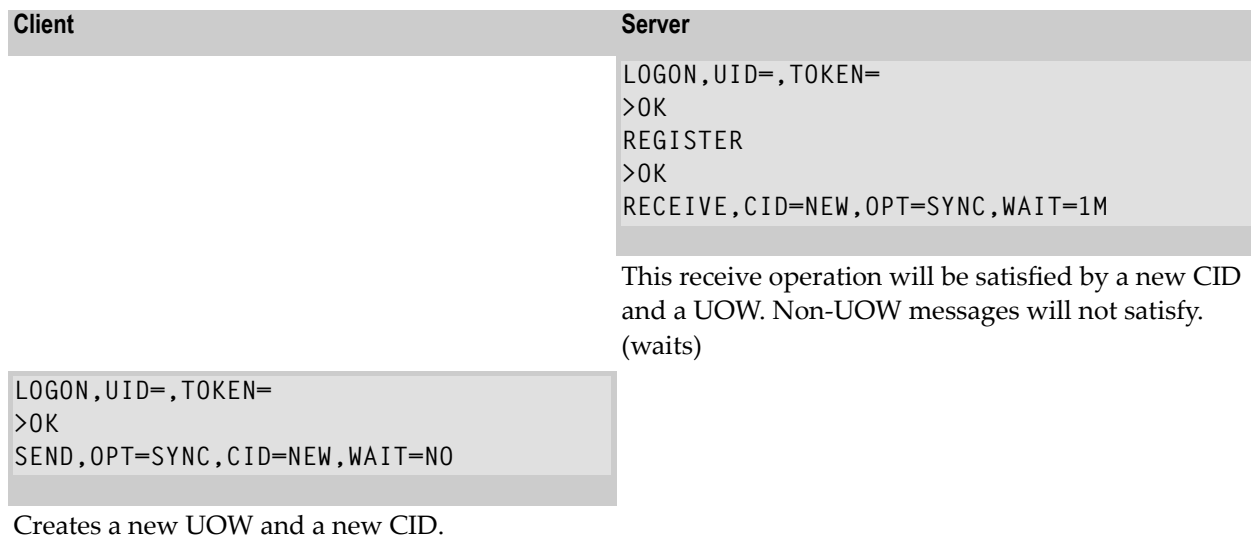 Client
Server
LOGON,UID=,TOKEN=
>OK
REGISTER
>OK
RECEIVE,CID=NEW,OPT=SYNC,WAIT=1M
This receive operation will be satisfied by a new CID
and a UOW. Non-UOW messages will not satisfy.
(waits)
LOGON,UID=,TOKEN=
>OK
SEND,OPT=SYNC,CID=NEW,WAIT=NO
Creates a new UOW and a new CID.